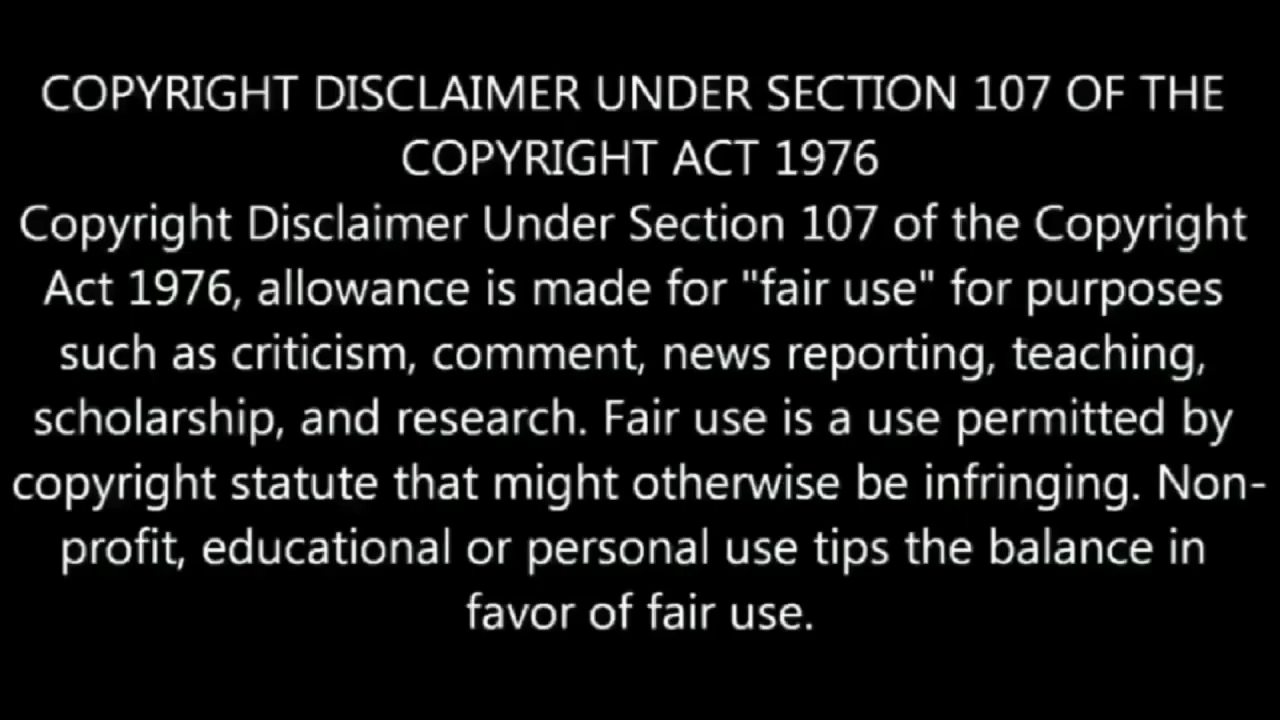 COPYRIGHT DISCLAIMER UNDER SECTION 107 OF THE
COPYRIGHT ACT 1976
Copyright Disclaimer Under Section 107 of the Copyright
Act 1976, allowance is made for "fair use" for purposes
such as criticism, comment, news reporting, teaching,
scholarship, and research. Fair use is a use permitted by
copyright statute that might otherwise be infringing. Non-
profit, educational or personal use tips the balance in
favor of fair use.